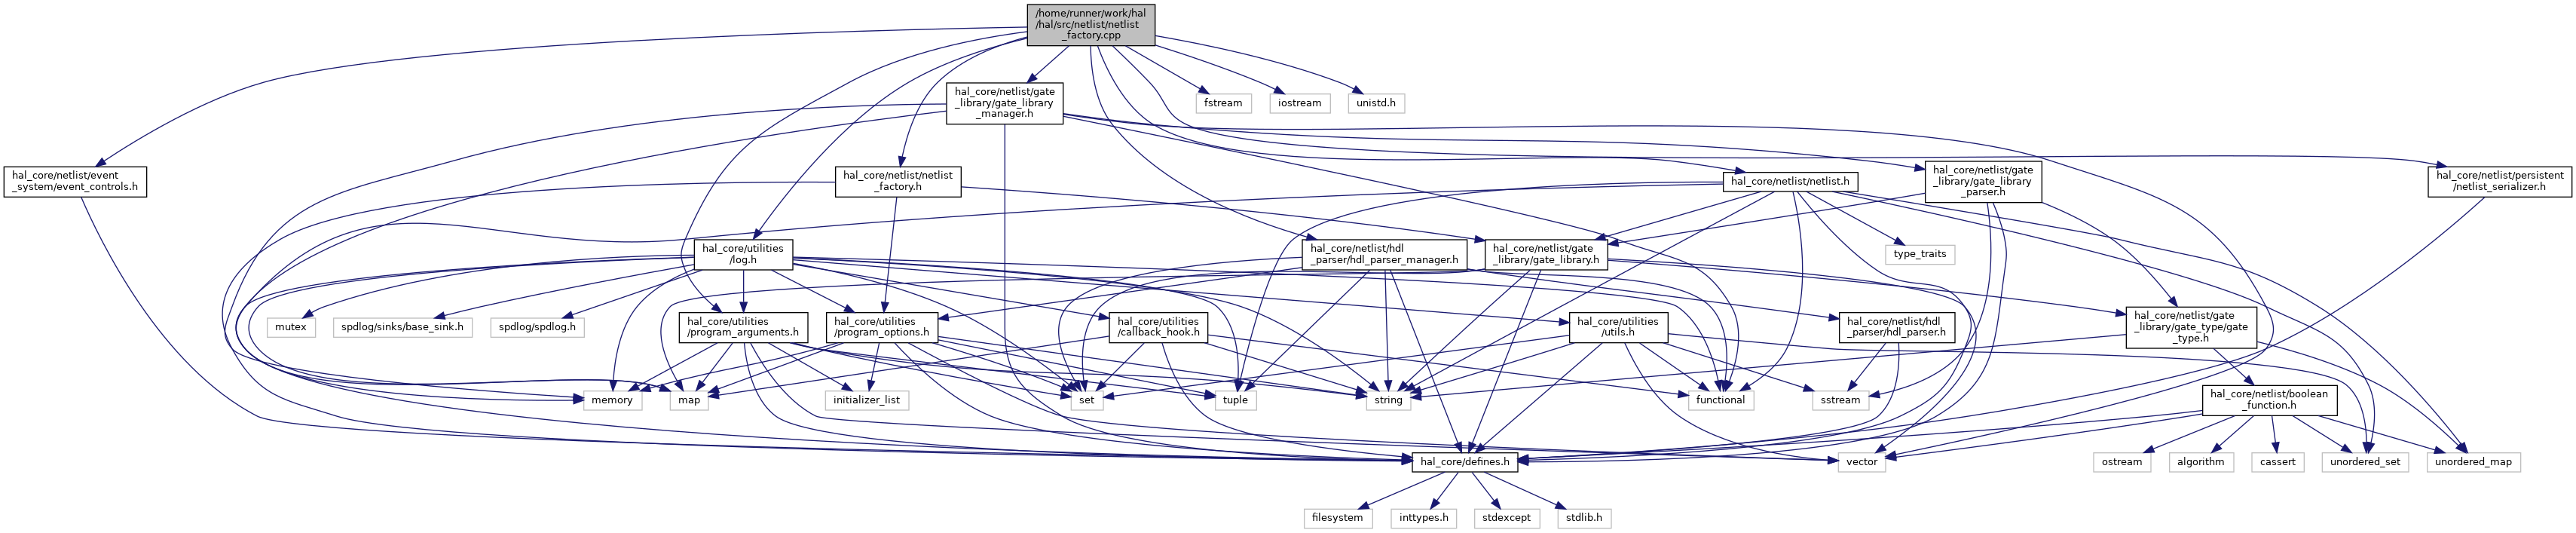 /home/runner/work/hal
/hal/src/netlist/netlist
_factory.cpp
hal_core/netlist/gate
_library/gate_library
_manager.h
fstream
iostream
unistd.h
hal_core/netlist/event
_system/event_controls.h
hal_core/netlist/netlist
_factory.h
hal_core/netlist/netlist.h
hal_core/netlist/gate
_library/gate_library
_parser.h
hal_core/netlist/persistent
/netlist_serializer.h
hal_core/utilities
/log.h
hal_core/netlist/hdl
_parser/hdl_parser_manager.h
hal_core/netlist/gate
_library/gate_library.h
type_traits
mutex
spdlog/sinks/base_sink.h
spdlog/spdlog.h
hal_core/utilities
/program_arguments.h
hal_core/utilities
/program_options.h
hal_core/utilities
/callback_hook.h
hal_core/utilities
/utils.h
hal_core/netlist/hdl
_parser/hdl_parser.h
hal_core/netlist/gate
_library/gate_type/gate
_type.h
memory
map
initializer_list
set
tuple
string
functional
sstream
hal_core/netlist/boolean
_function.h
hal_core/defines.h
vector
ostream
algorithm
cassert
unordered_set
unordered_map
filesystem
inttypes.h
stdexcept
stdlib.h